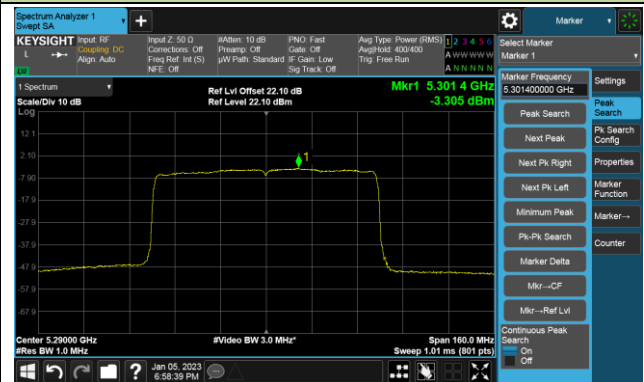 Spectrum Analyzer 1
Swept SA
Marker
KEYSIGHT
L
LXI
Input: RF
Coupling: DC
Align: Auto
Input Z: 50 Ω
Corrections: Off
Freq Ref: Int (S)
NFE: Off
#Atten: 10 dB
Preamp: Off
µW Path: Standard
PNO: Fast
Gate: Off
IF Gain: Low
Sig Track: Off
Avg Type: Power (RMS)
Avg|Hold: 400/400
Trig: Free Run
1 2 3 4 5 6
A W W W W W
A N N N N N
Select Marker
Marker 1
1 Spectrum
Scale/Div 10 dB
Log
Ref Lvl Offset 22.10 dB
Ref Level 22.10 dBm
Mkr1 5.301 4 GHz
-3.305 dBm
12.1
2.10
-7.90
-17.9
-27.9
-37.9
-47.9
-57.9
-67.9
1
Center 5.29000 GHz
#Res BW 1.0 MHz
#Video BW 3.0 MHz*
Span 160.0 MHz
Sweep 1.01 ms (801 pts)
Marker Frequency
5.301400000 GHz
Peak Search
Next Peak
Next Pk Right
Next Pk Left
Minimum Peak
Pk-Pk Search
Marker Delta
Mkr→CF
Mkr→Ref Lvl
Continuous Peak
Search
On
Off
Settings
Peak
Search
Pk Search
Config
Properties
Marker
Function
Marker→
Counter
?
Jan 05, 2023
6:58:39 PM